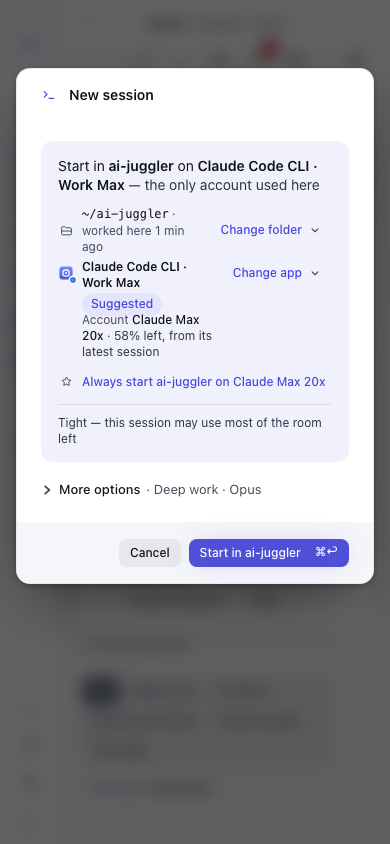 New session
Start in ai-juggler on Claude Code CLI ·
Work Max — the only account used here
~/ai-juggler ·
worked here 1 min
ago
Change folder
Claude Code CLI ·
Work Max
Change app
Suggested
Account Claude Max
20x · 58% left, from its
latest session
Always start ai-juggler on Claude Max 20x
Tight — this session may use most of the room
left
More options · Deep work · Opus
Cancel
Start in ai-juggler ⌘↩